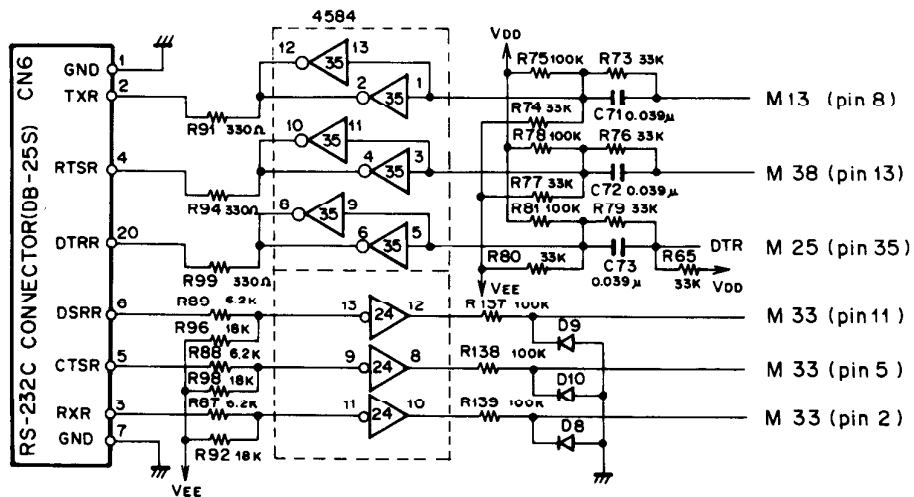 4584
RS-232C CONNECTOR(DB-25S) CN6
GND 1
TXR 2
RTSR 4
DTRR 20
DSRR 6
CTSR 5
RXR 3
GND 7
R91 330Ω
R94 330Ω
R99 330Ω
R89 6.2K
R96 18K
R88 6.2K
R98 18K
R87 6.2K
R92 18K
VEE
12 35 13
2 35 1
10 35 11
4 35 3
8 35 9
6 35 5
13 24 12
9 24 8
11 24 10
VDD
R75 100K R73 33K
R74 33K C71 0.039μ
R78 100K R76 33K
R77 33K C72 0.039μ
R81 100K R79 33K
R80 33K C73 0.039μ
DTR
R65 33K
VDD
VEE
R137 100K
D9
R138 100K
D10
R139 100K
D8
M13 (pin 8)
M 38 (pin 13)
M 25 (pin 35)
M 33 (pin 11)
M 33 (pin 5)
M 33 (pin 2)